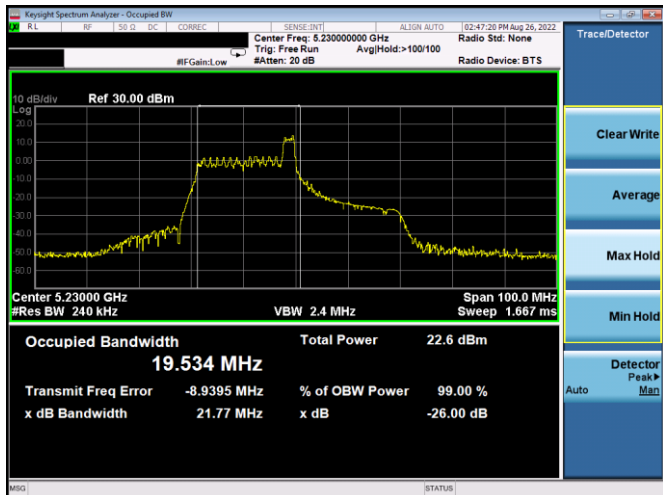 Keysight Spectrum Analyzer - Occupied BW
RL RF 50 Ω DC CORREC SENSE:INT ALIGN AUTO 02:47:20 PM Aug 26, 2022
Center Freq: 5.230000000 GHz Radio Std: None
Trig: Free Run Avg|Hold:>100/100
#IFGain:Low #Atten: 20 dB Radio Device: BTS
Trace/Detector
10 dB/div Ref 30.00 dBm
Log
20.0
10.0
0.00
-10.0
-20.0
-30.0
-40.0
-50.0
-60.0
Center 5.23000 GHz Span 100.0 MHz
#Res BW 240 kHz VBW 2.4 MHz Sweep 1.667 ms
Occupied Bandwidth Total Power 22.6 dBm
19.534 MHz
Transmit Freq Error -8.9395 MHz % of OBW Power 99.00 %
x dB Bandwidth 21.77 MHz x dB -26.00 dB
Clear Write
Average
Max Hold
Min Hold
Detector
Peak▶
Auto Man
MSG STATUS